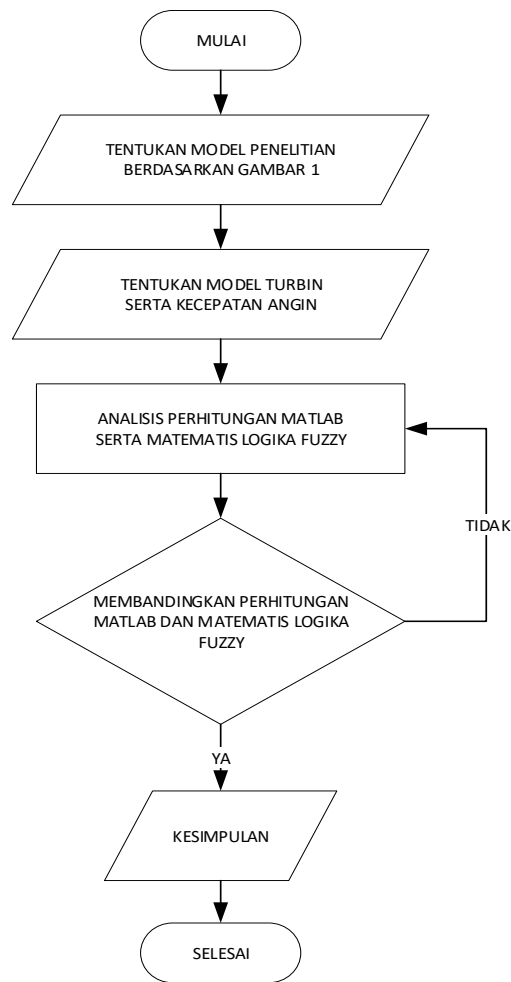 MULAI
TENTUKAN MODEL PENELITIAN
BERDASARKAN GAMBAR 1
TENTUKAN MODEL TURBIN
SERTA KECEPATAN ANGIN
ANALISIS PERHITUNGAN MATLAB
SERTA MATEMATIS LOGIKA FUZZY
TIDAK
MEMBANDINGKAN PERHITUNGAN
MATLAB DAN MATEMATIS LOGIKA
FUZZY
YA
KESIMPULAN
SELESAI